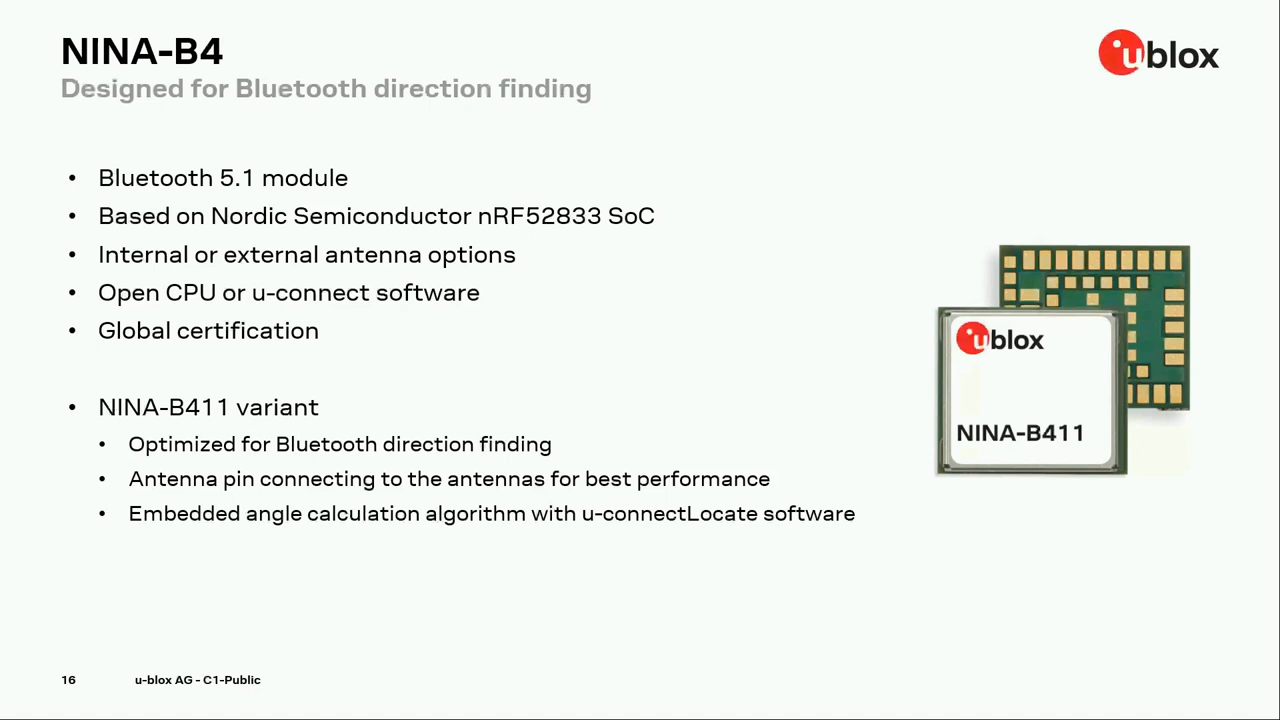 NINA-B4
Designed for Bluetooth direction finding
ublox
• Bluetooth 5.1 module
• Based on Nordic Semiconductor nRF52833 SoC
• Internal or external antenna options
• Open CPU or u-connect software
• Global certification
• NINA-B411 variant
• Optimized for Bluetooth direction finding
• Antenna pin connecting to the antennas for best performance
• Embedded angle calculation algorithm with u-connectLocate software
ublox
NINA-B411
16 u-blox AG - C1-Public